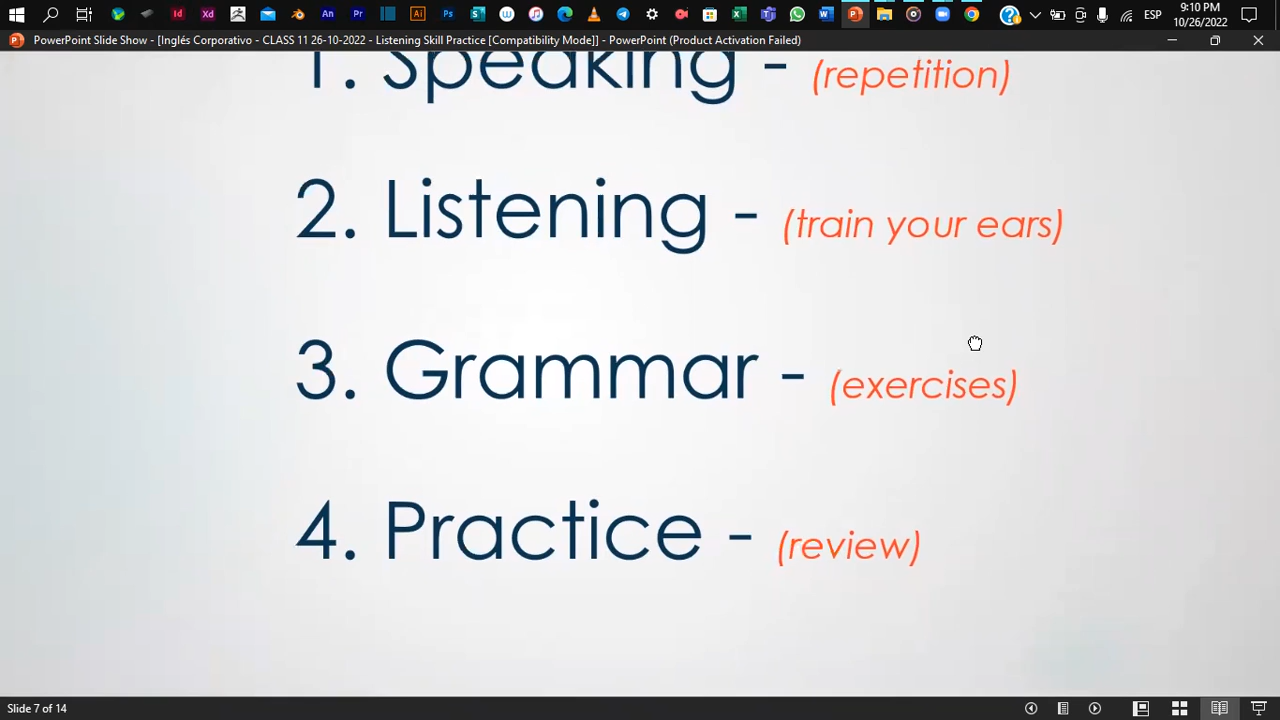 9:10 PM
ESP
10/26/2022
PowerPoint Slide Show - [Inglés Corporativo - CLASS 11 26-10-2022 - Listening Skill Practice [Compatibility Mode]] - PowerPoint (Product Activation Failed)
1. Speaking - (repetition)
2. Listening - (train your ears)
3. Grammar - (exercises)
4. Practice - (review)
Slide 7 of 14